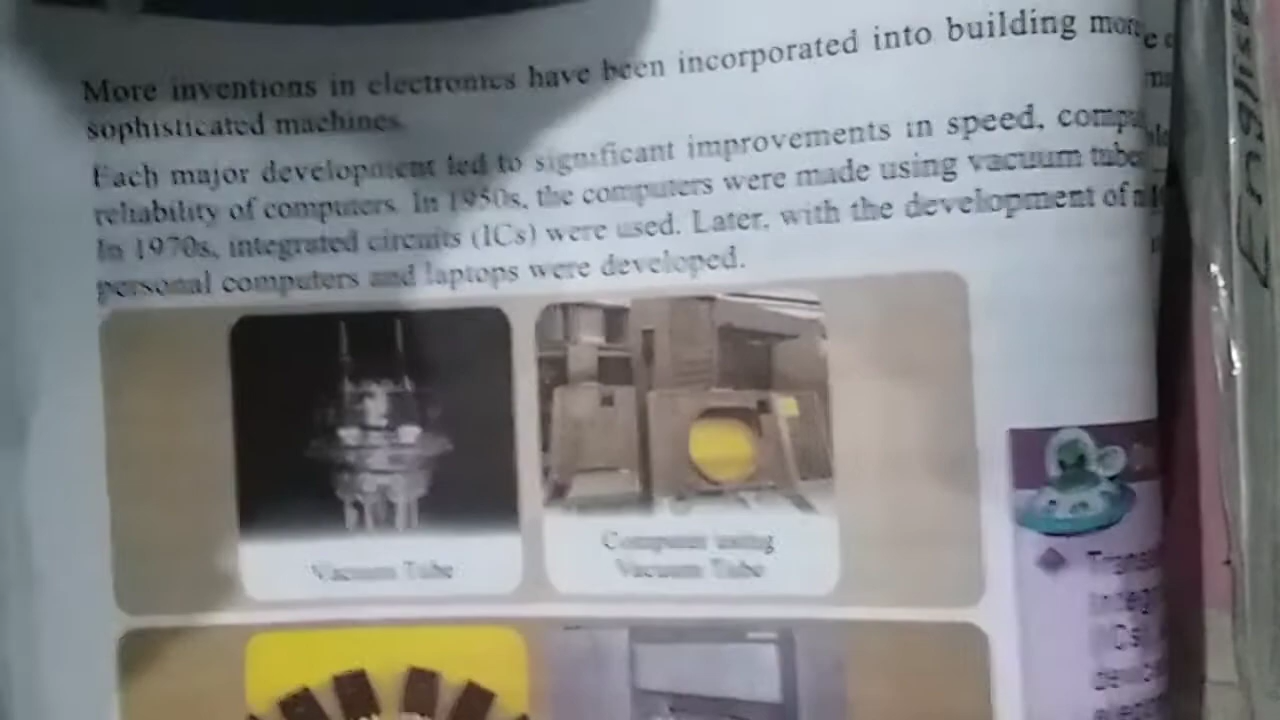 More inventions in electronics have been incorporated into building more
sophisticated machines.
Each major development led to significant improvements in speed,
reliability of computers. In 1950s, the computers were made using vacuum
In 1970s, integrated circuits (ICs) were used. Later, with the development of
personal computers and laptops were developed.
Vacuum Tube
Computer using
Vacuum Tube
ICs
English